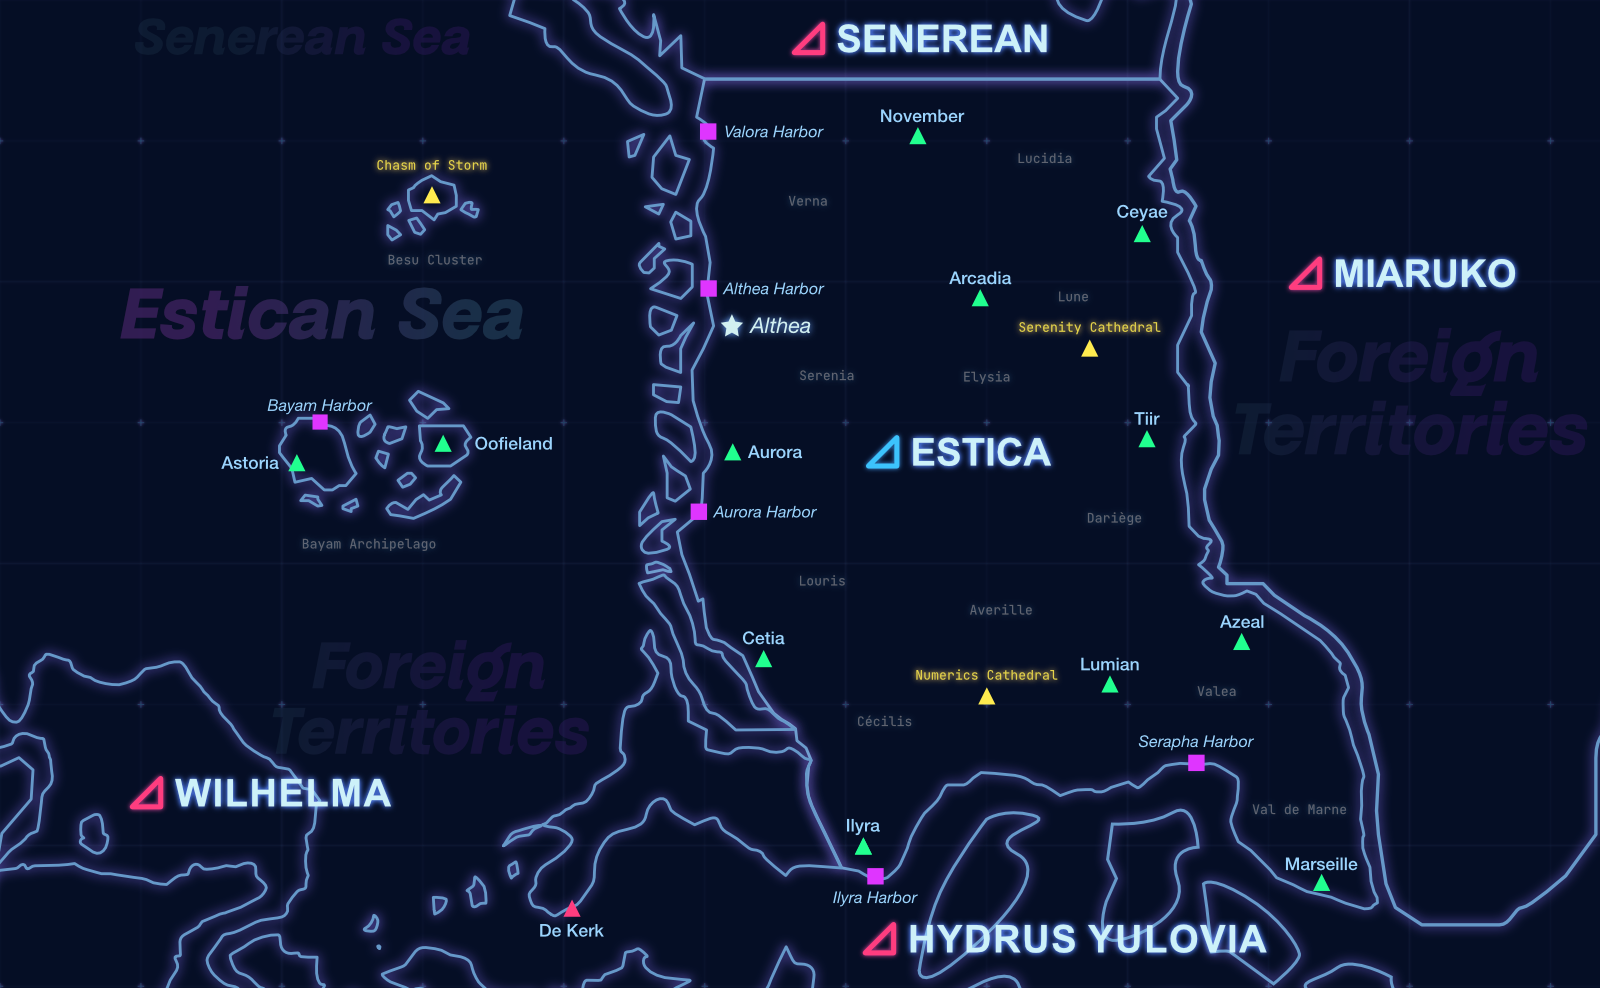 Senerean Sea
SENEREAN
November
Valora Harbor
Lucidia
Chasm of Storm
Verna
Ceyae
Besu Cluster
MIARUKO
Arcadia
Althea Harbor
Lune
Estican Sea
Althea
Serenity Cathedral
Foreign
Territories
Serenia
Elysia
Bayam Harbor
Tiir
Oofieland
Astoria
Aurora
ESTICA
Aurora Harbor
Dariège
Bayam Archipelago
Louris
Averille
Azeal
Cetia
Foreign
Territories
Lumian
Numerics Cathedral
Valea
Cécilis
Serapha Harbor
WILHELMA
Val de Marne
Ilyra
Marseille
Ilyra Harbor
De Kerk
HYDRUS YULOVIA